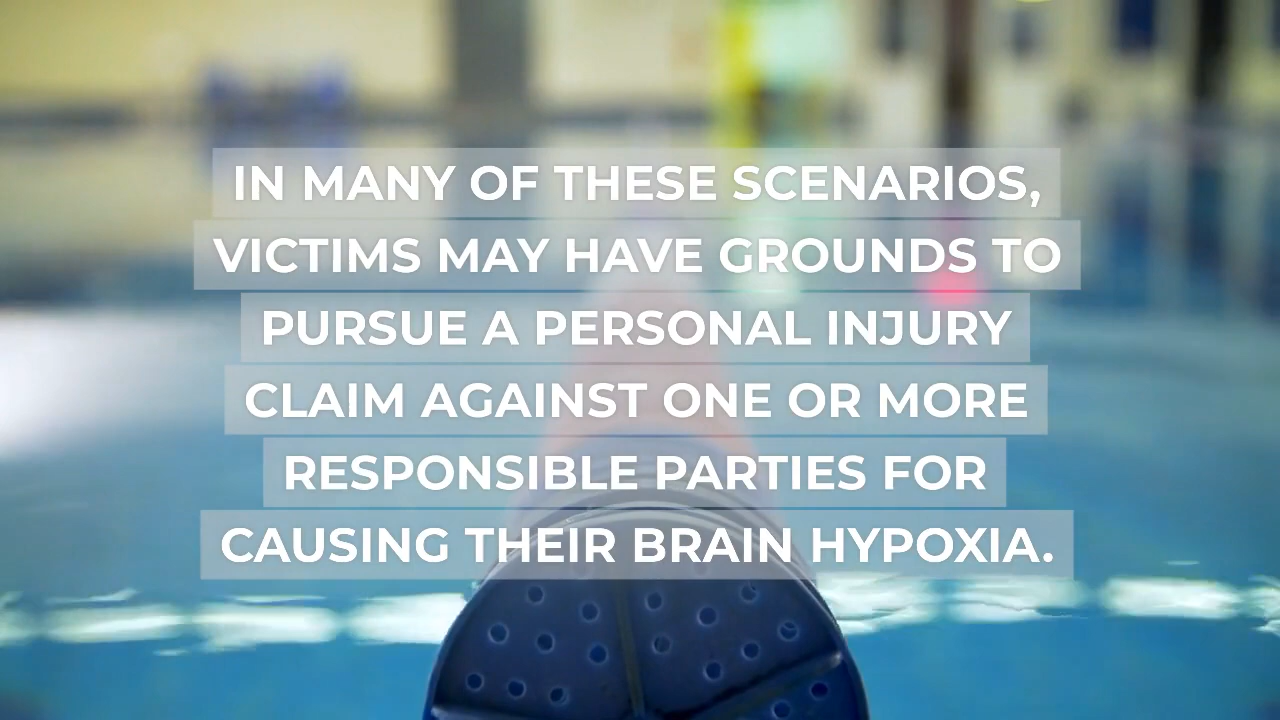 IN MANY OF THESE SCENARIOS,
VICTIMS MAY HAVE GROUNDS TO
PURSUE A PERSONAL INJURY
CLAIM AGAINST ONE OR MORE
RESPONSIBLE PARTIES FOR
CAUSING THEIR BRAIN HYPOXIA.